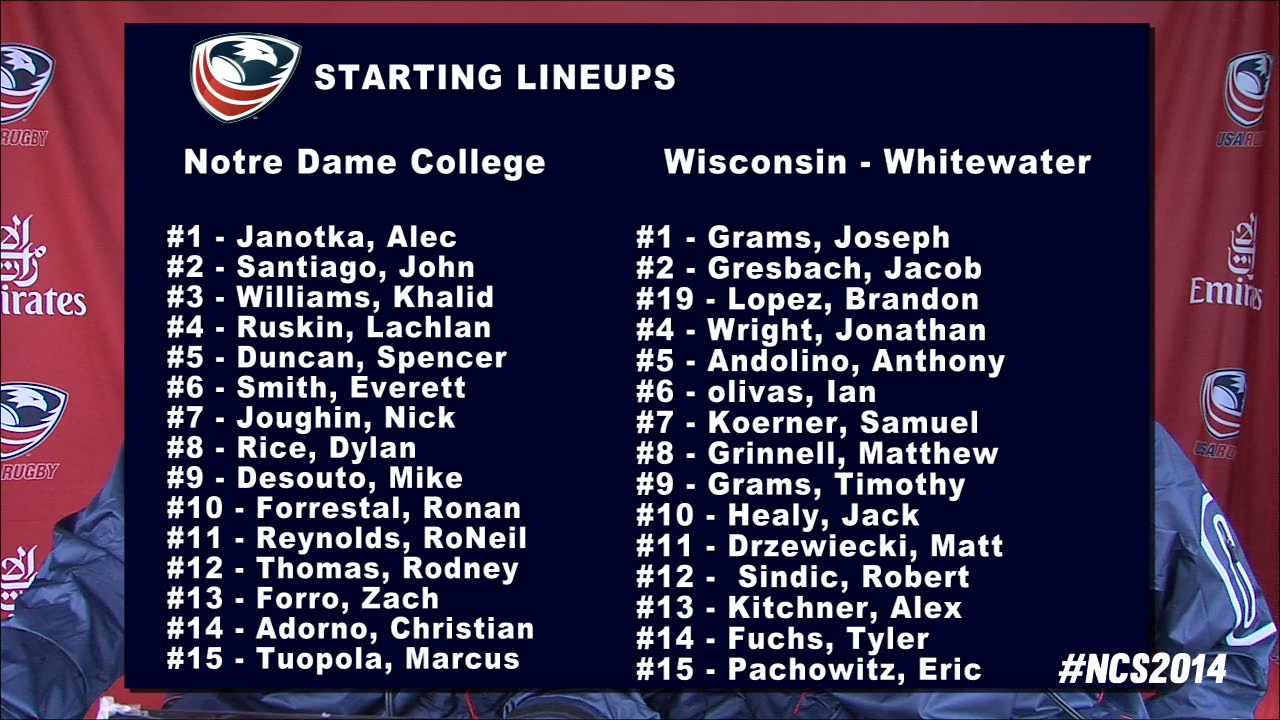 STARTING LINEUPS
Notre Dame College
#1 - Janotka, Alec
#2 - Santiago, John
#3 - Williams, Khalid
#4 - Ruskin, Lachlan
#5 - Duncan, Spencer
#6 - Smith, Everett
#7 - Joughin, Nick
#8 - Rice, Dylan
#9 - Desouto, Mike
#10 - Forrestal, Ronan
#11 - Reynolds, RoNeil
#12 - Thomas, Rodney
#13 - Forro, Zach
#14 - Adorno, Christian
#15 - Tuopola, Marcus
Wisconsin - Whitewater
#1 - Grams, Joseph
#2 - Gresbach, Jacob
#19 - Lopez, Brandon
#4 - Wright, Jonathan
#5 - Andolino, Anthony
#6 - olivas, Ian
#7 - Koerner, Samuel
#8 - Grinnell, Matthew
#9 - Grams, Timothy
#10 - Healy, Jack
#11 - Drzewiecki, Matt
#12 -  Sindic, Robert
#13 - Kitchner, Alex
#14 - Fuchs, Tyler
#15 - Pachowitz, Eric
#NCS2014
RUGBY
irates
RUGBY
USARU
Emir